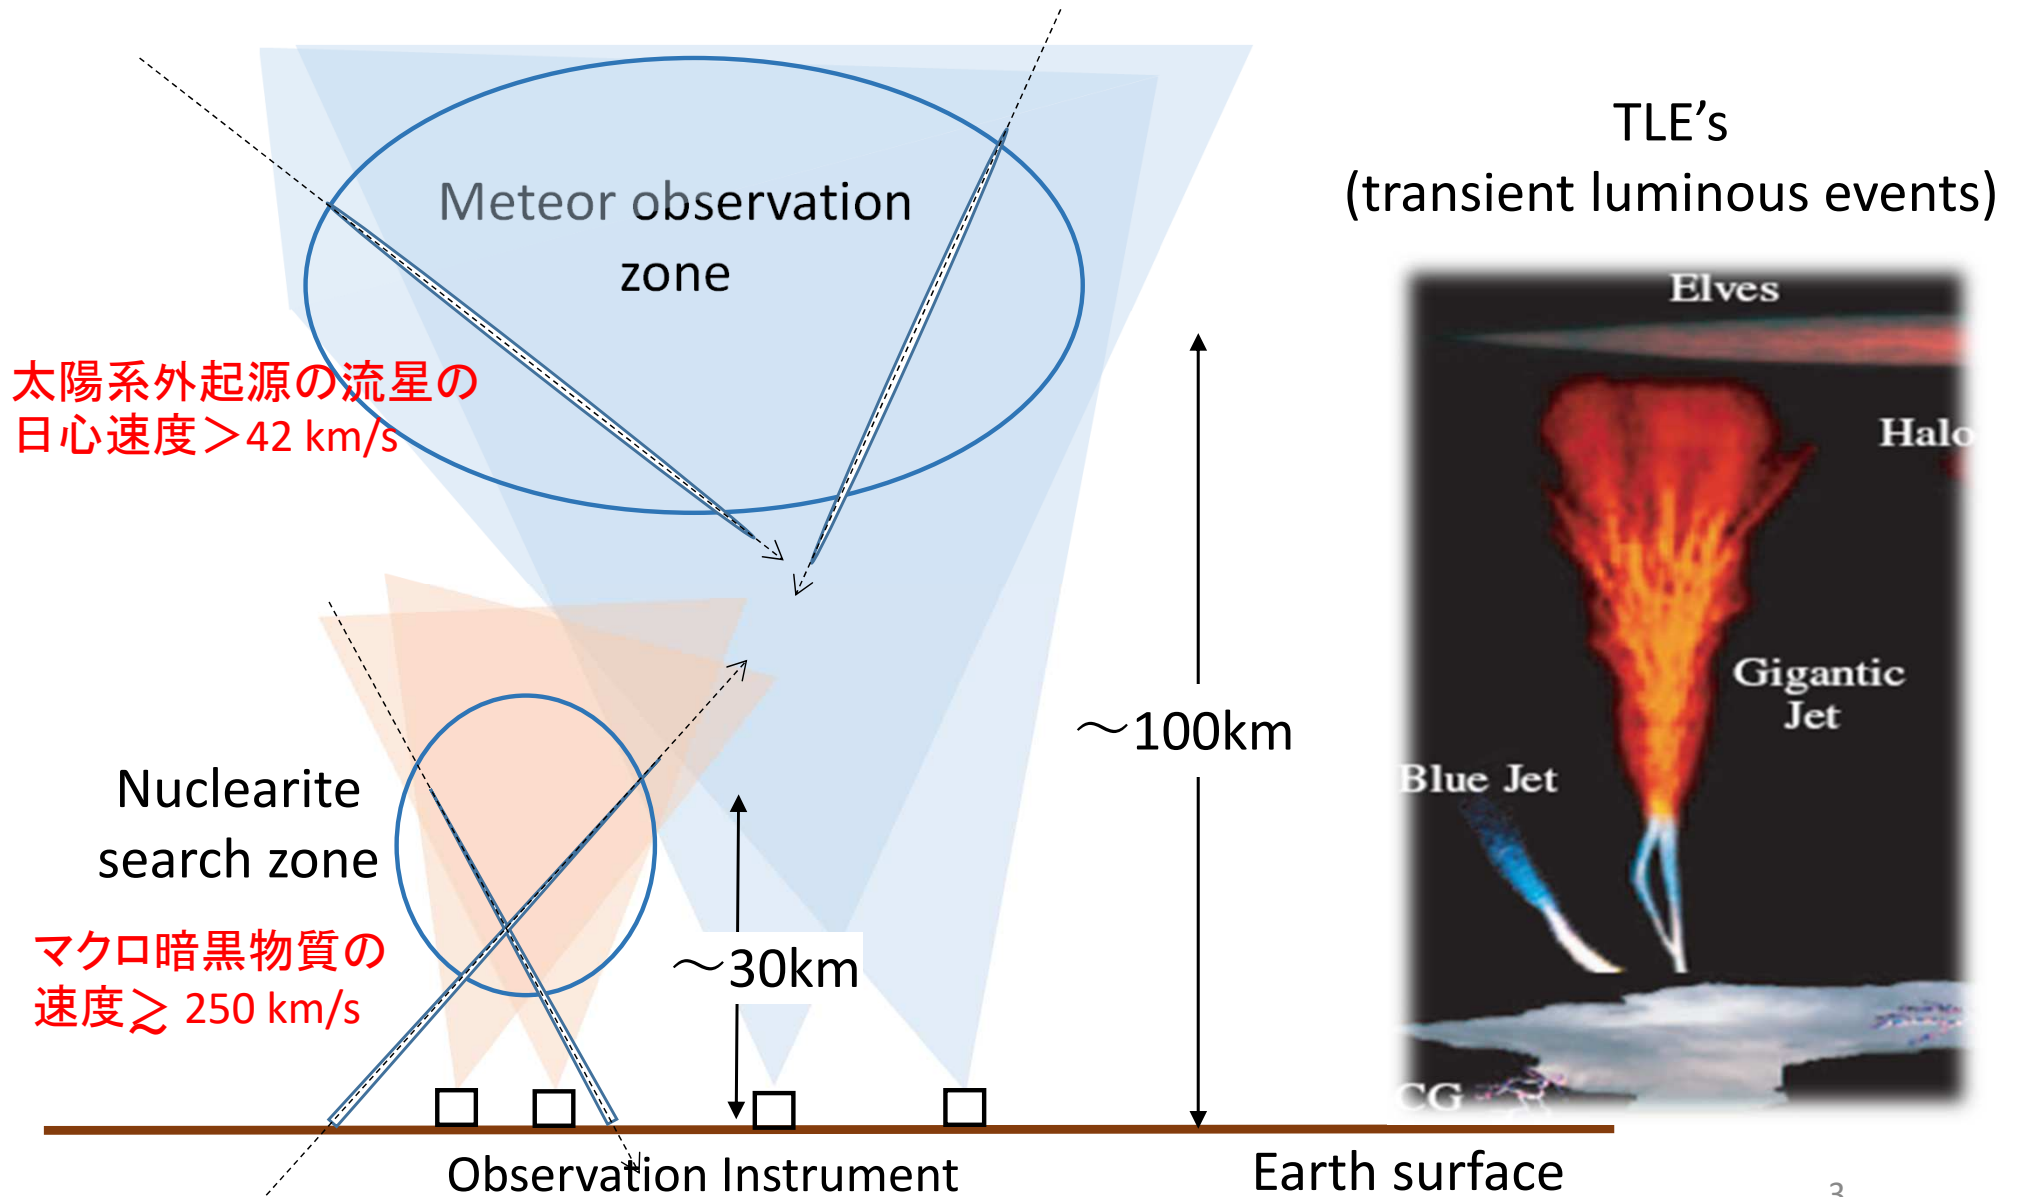 Meteor observation
zone
太陽系外起源の流星の
日心速度＞42 km/s
Nuclearite
search zone
マクロ暗黒物質の
速度≳ 250 km/s
～30km
～100km
Observation Instrument
Earth surface
TLE’s
(transient luminous events)
Elves
Halo
Gigantic
Jet
Blue Jet
CG
3